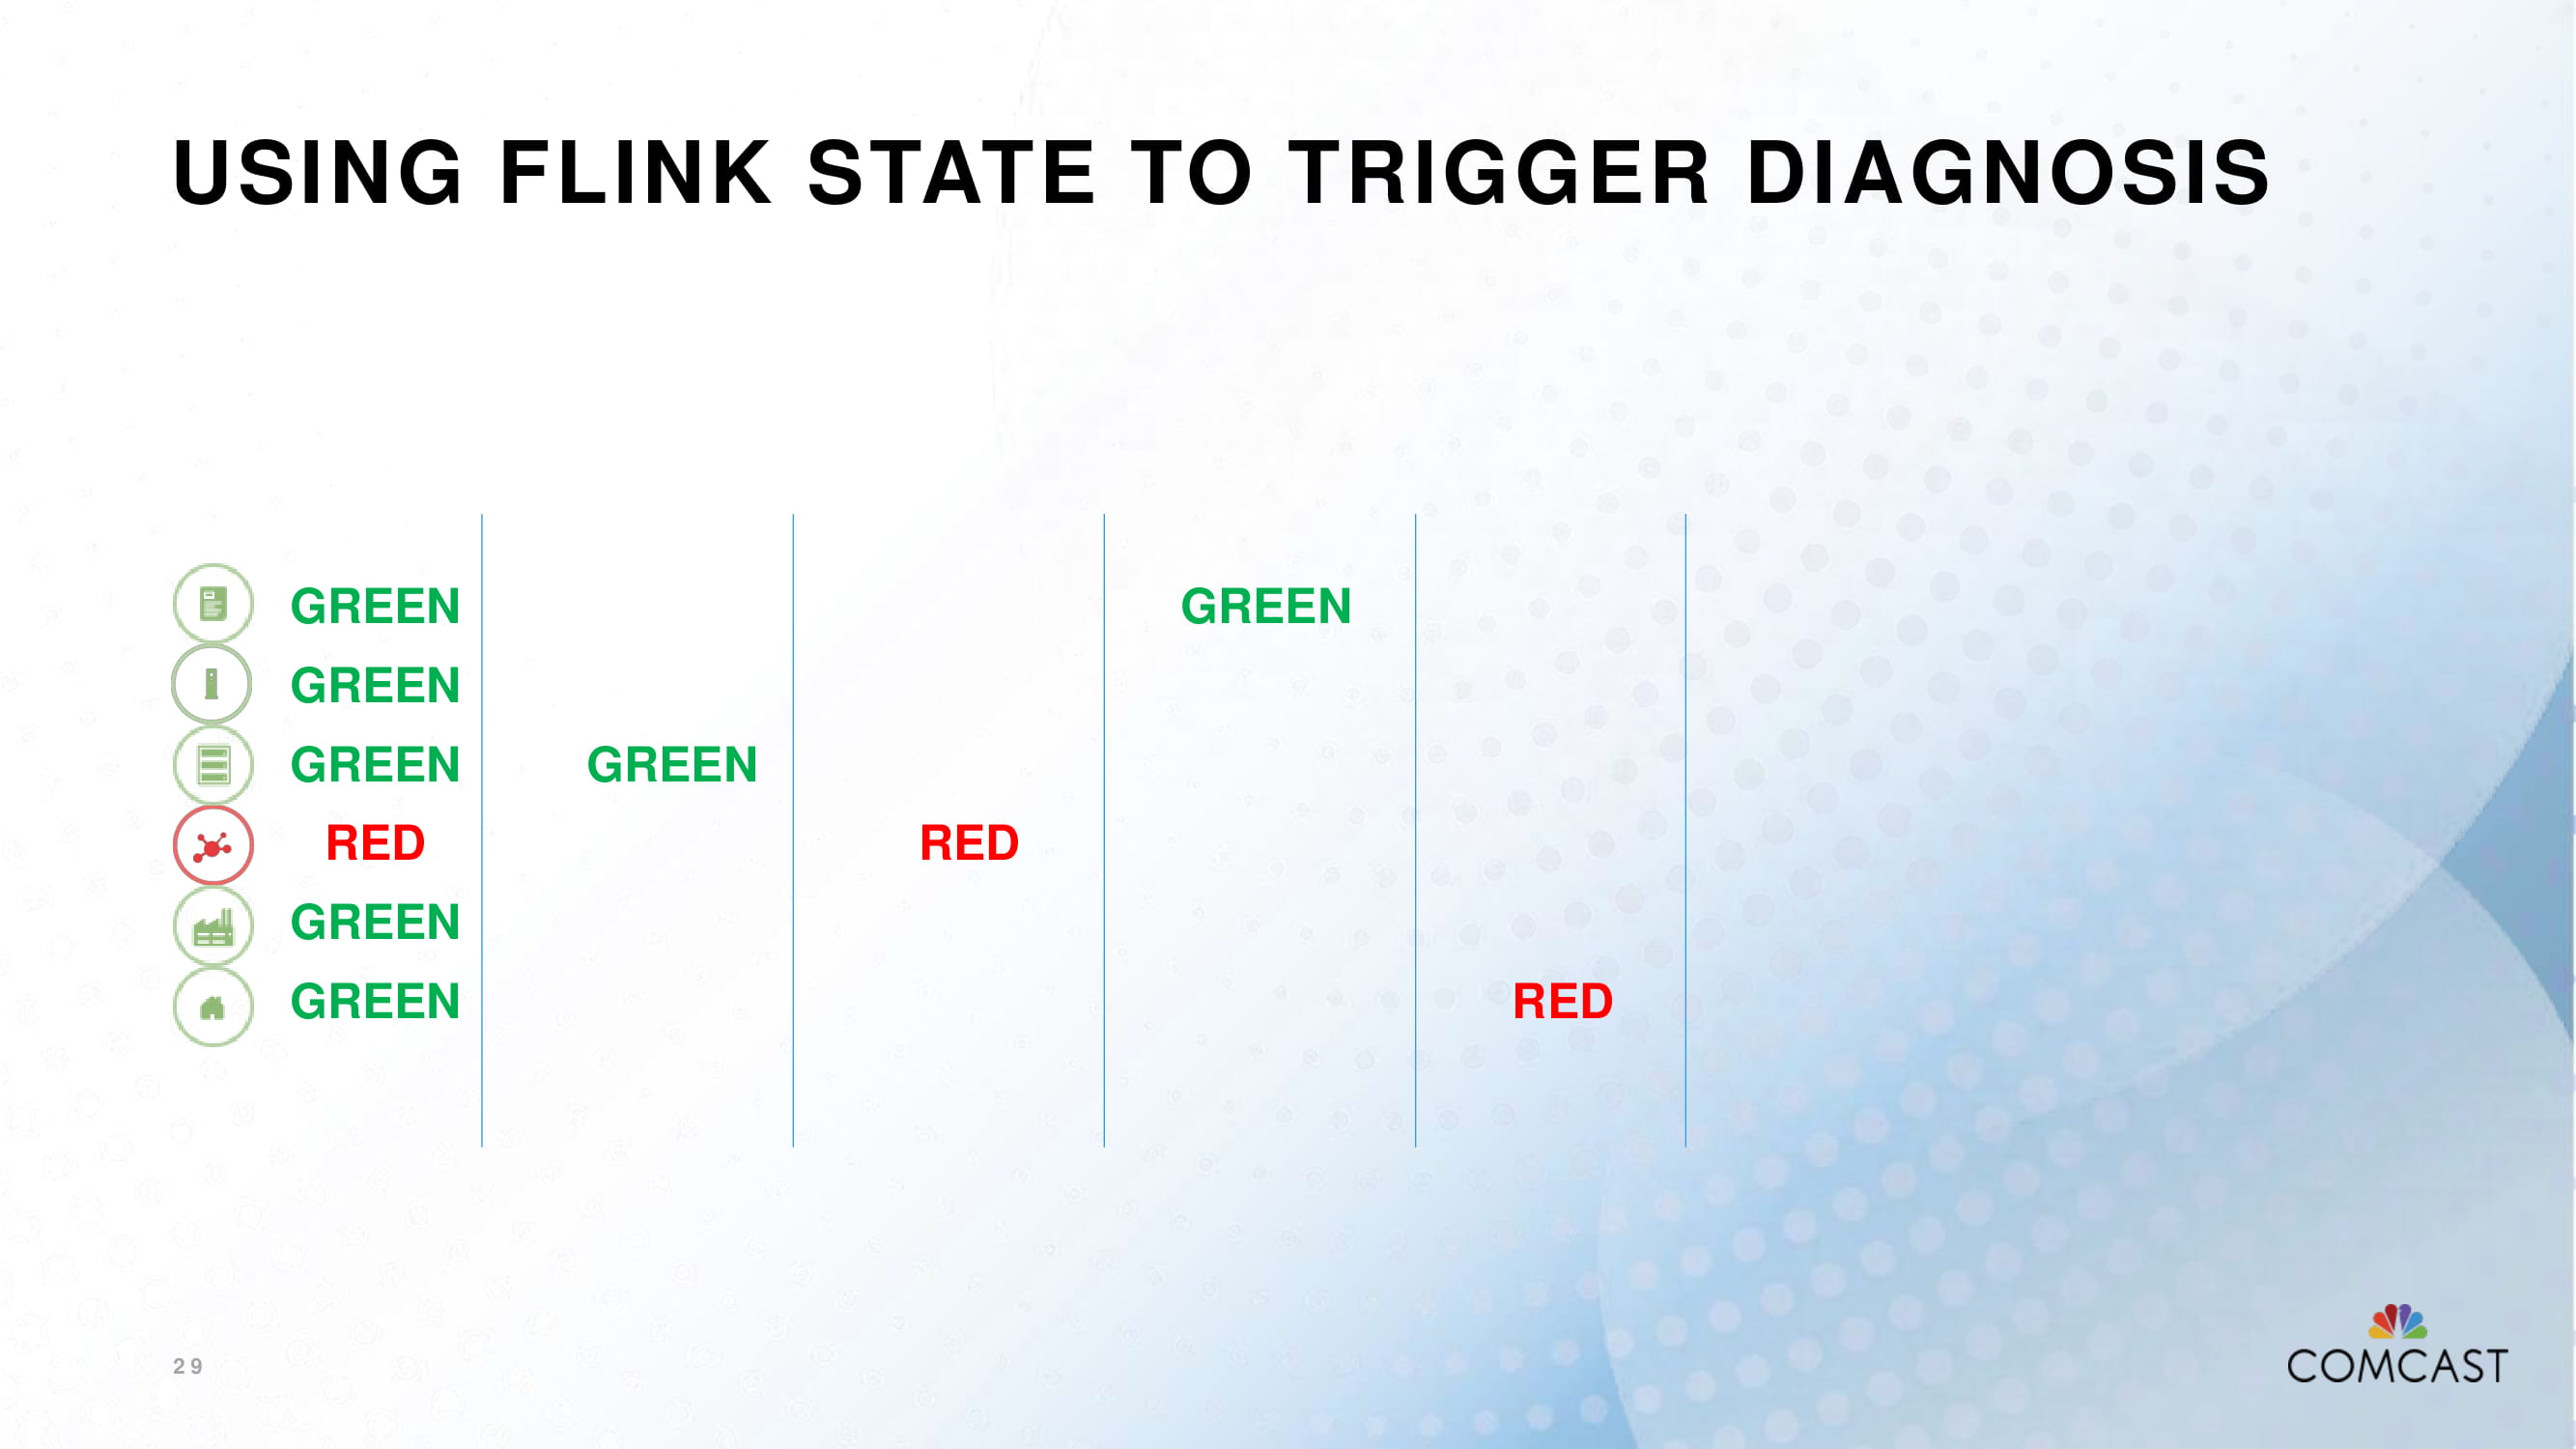 USING FLINK STATE TO TRIGGER DIAGNOSIS
GREEN GREEN
GREEN
GREEN GREEN
RED RED
GREEN
GREEN RED
29
COMCAST